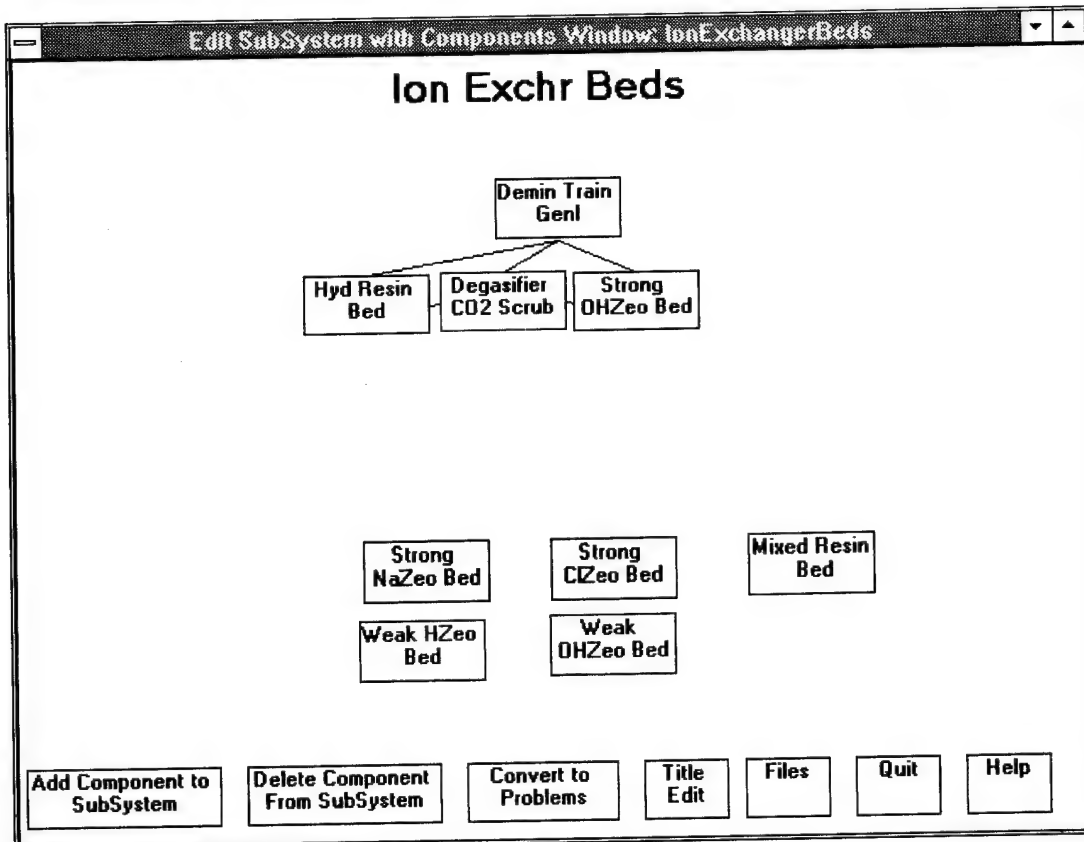 Edit SubSystem with Components Window: IonExchangerBeds
Ion Exchr Beds
Demin Train
Genl
Hyd Resin
Bed
Degasifier
CO2 Scrub
Strong
OHZeo Bed
Strong
NaZeo Bed
Strong
ClZeo Bed
Mixed Resin
Bed
Weak HZeo
Bed
Weak
OHZeo Bed
Add Component to
SubSystem
Delete Component
From SubSystem
Convert to
Problems
Title
Edit
Files
Quit
Help